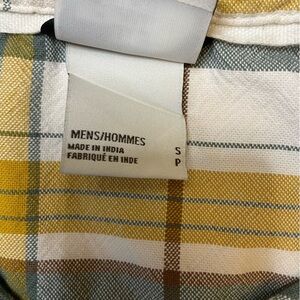 MENS/HOMMES
MADE IN INDIA S
FABRIQUÉ EN INDE P